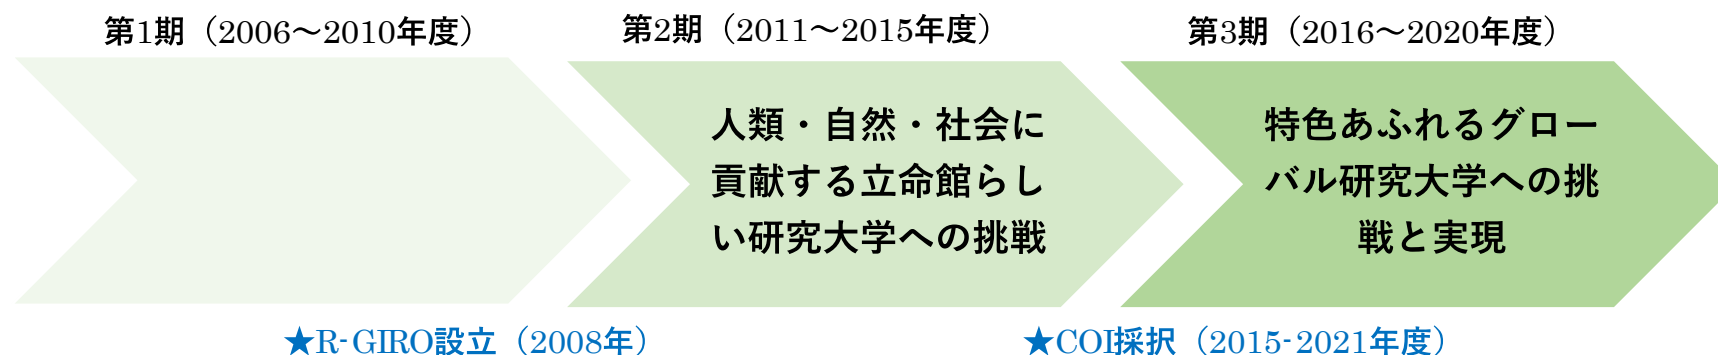 第1期（2006～2010年度）
第2期（2011～2015年度）
第3期（2016～2020年度）
人類・自然・社会に
貢献する立命館らし
い研究大学への挑戦
特色あふれるグロー
バル研究大学への挑
戦と実現
★R-GIRO設立（2008年）
★COI採択（2015-2021年度）